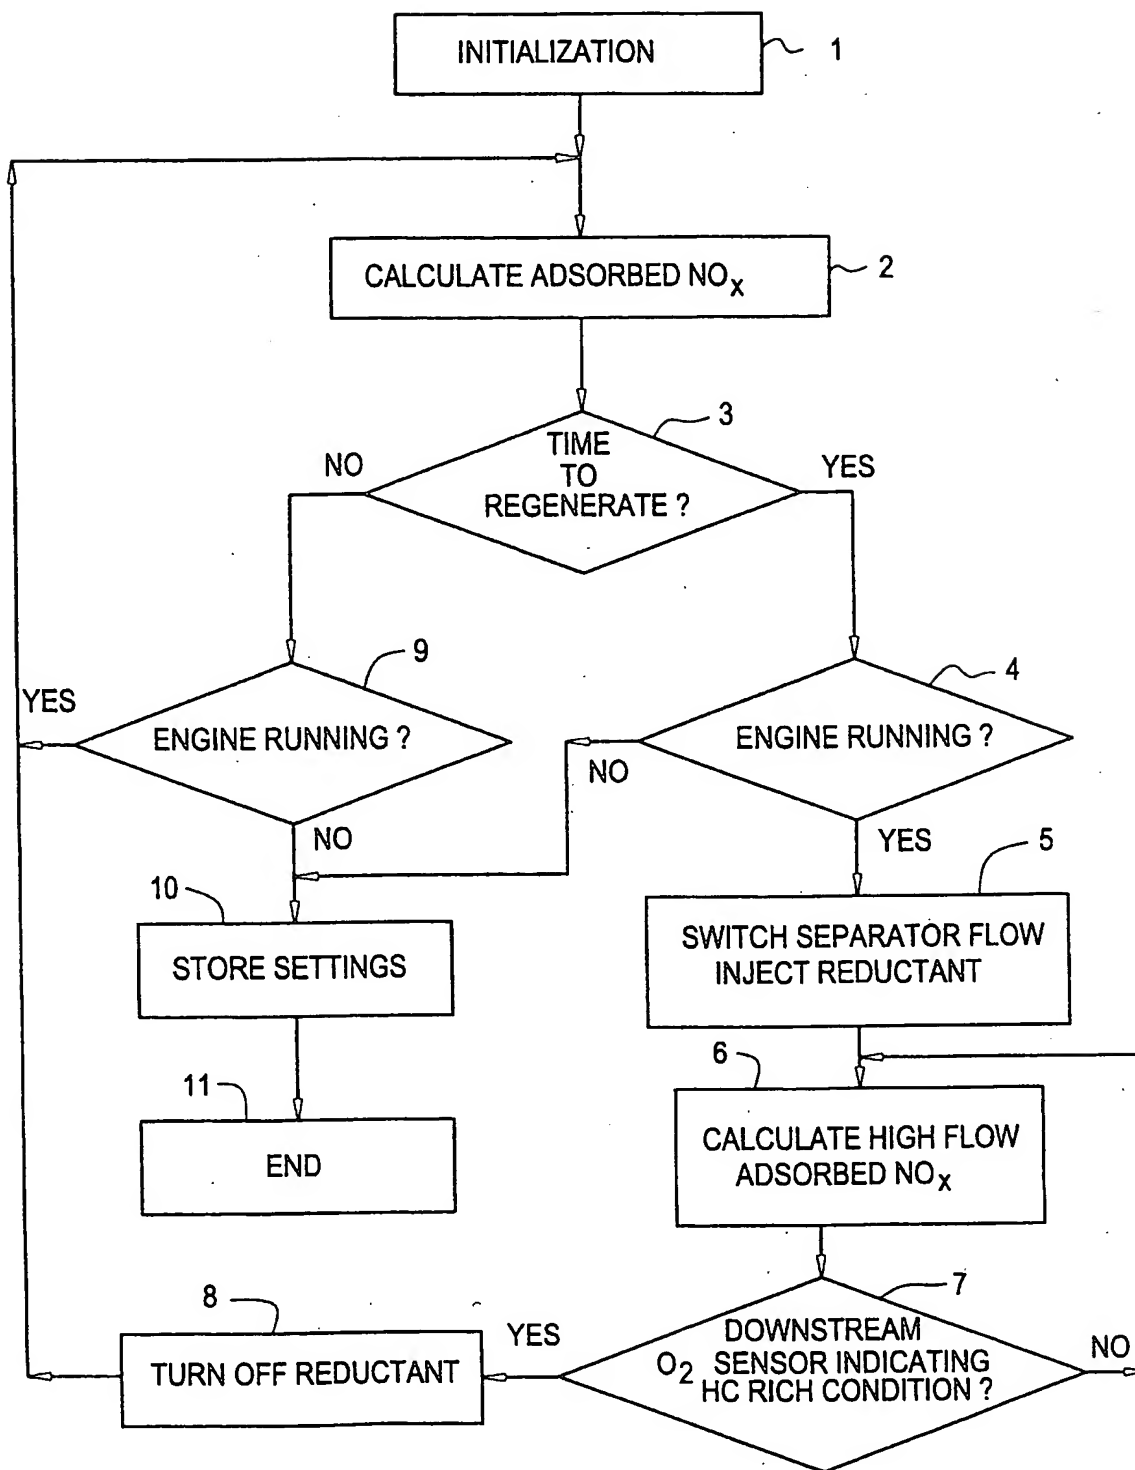 INITIALIZATION
1
CALCULATE ADSORBED NOx
2
3
TIME
TO
REGENERATE ?
NO
YES
9
4
YES
ENGINE RUNNING ?
ENGINE RUNNING ?
NO
NO
YES
5
10
STORE SETTINGS
SWITCH SEPARATOR FLOW
INJECT REDUCTANT
6
11
END
CALCULATE HIGH FLOW
ADSORBED NOx
7
8
YES
DOWNSTREAM
O2 SENSOR INDICATING
HC RICH CONDITION ?
NO
TURN OFF REDUCTANT